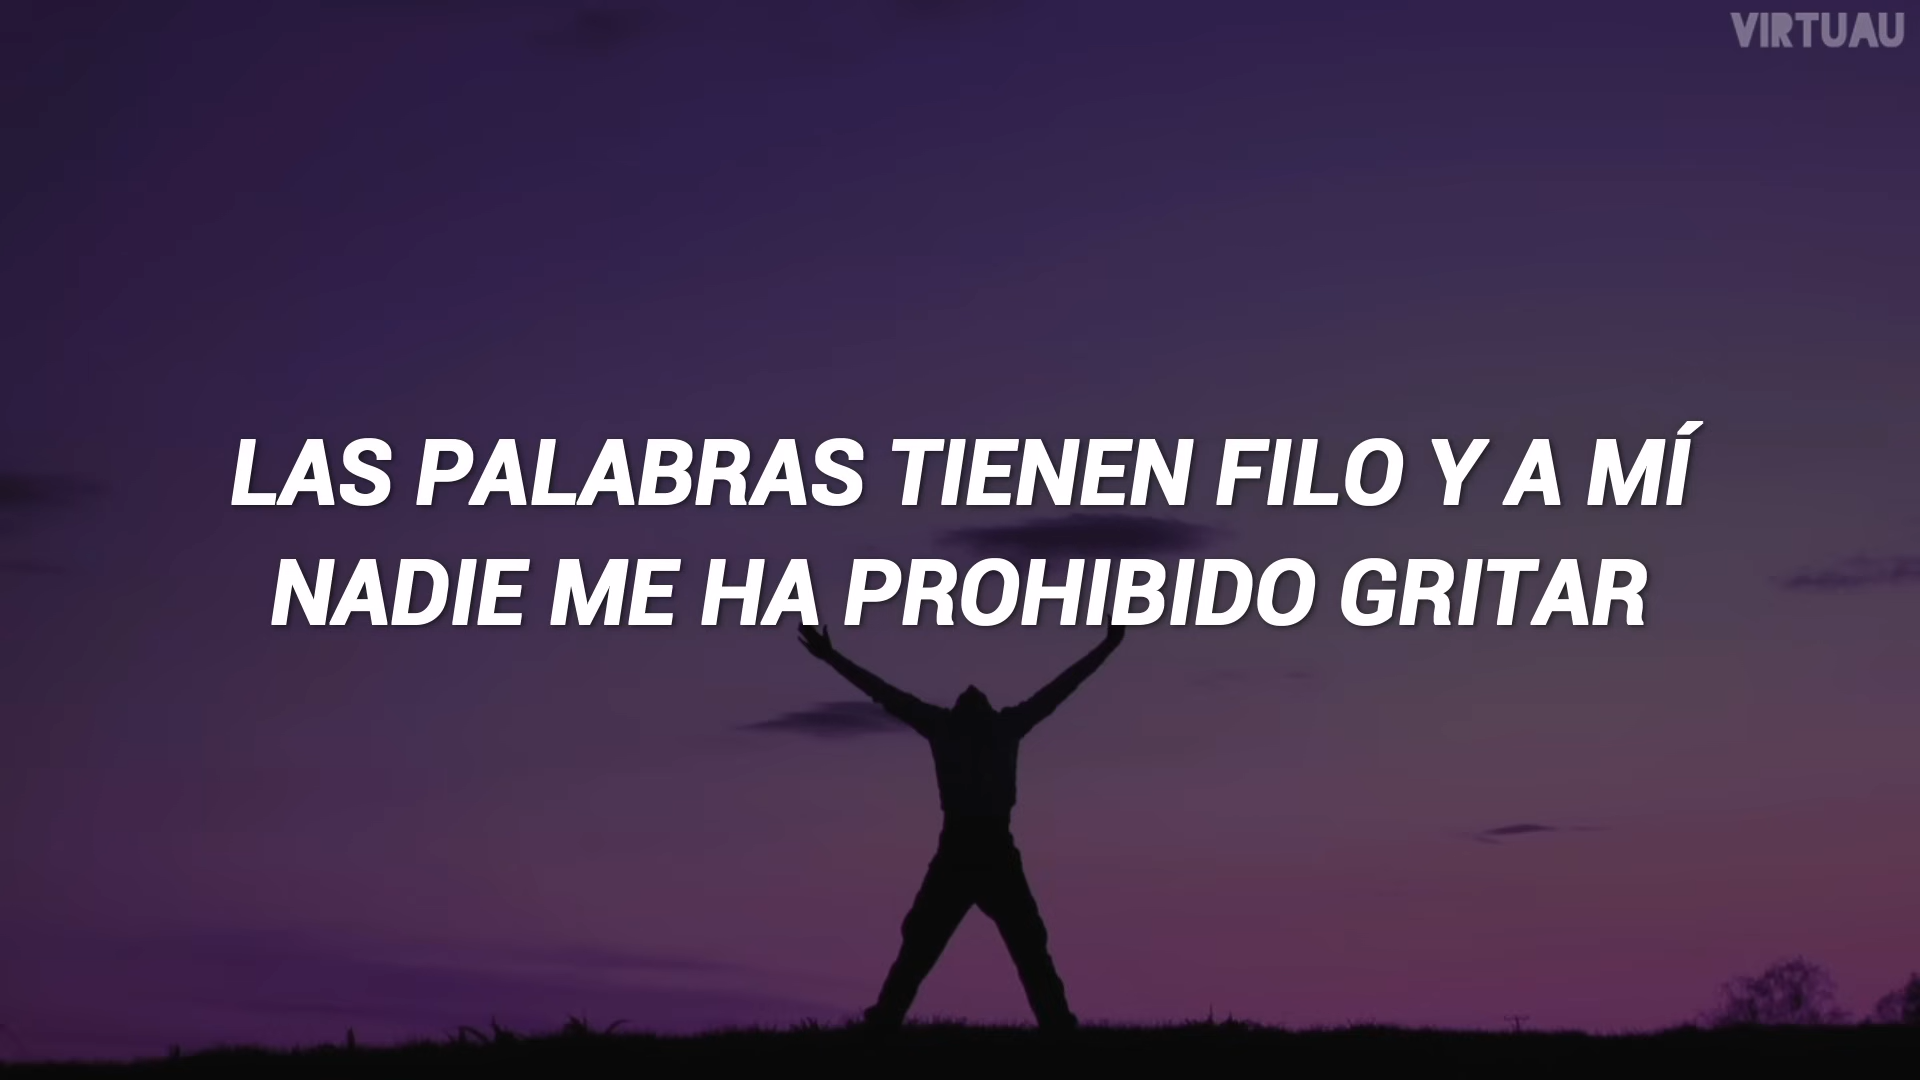 VIRTUAU
LAS PALABRAS TIENEN FILO Y A MÍ
NADIE ME HA PROHIBIDO GRITAR